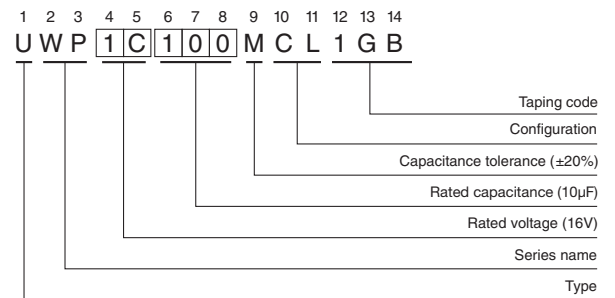 1 2 3 4 5 6 7 8 9 10 11 12 13 14
U W P 1 C 1 0 0 M C L 1 G B
Taping code
Configuration
Capacitance tolerance (±20%)
Rated capacitance (10μF)
Rated voltage (16V)
Series name
Type